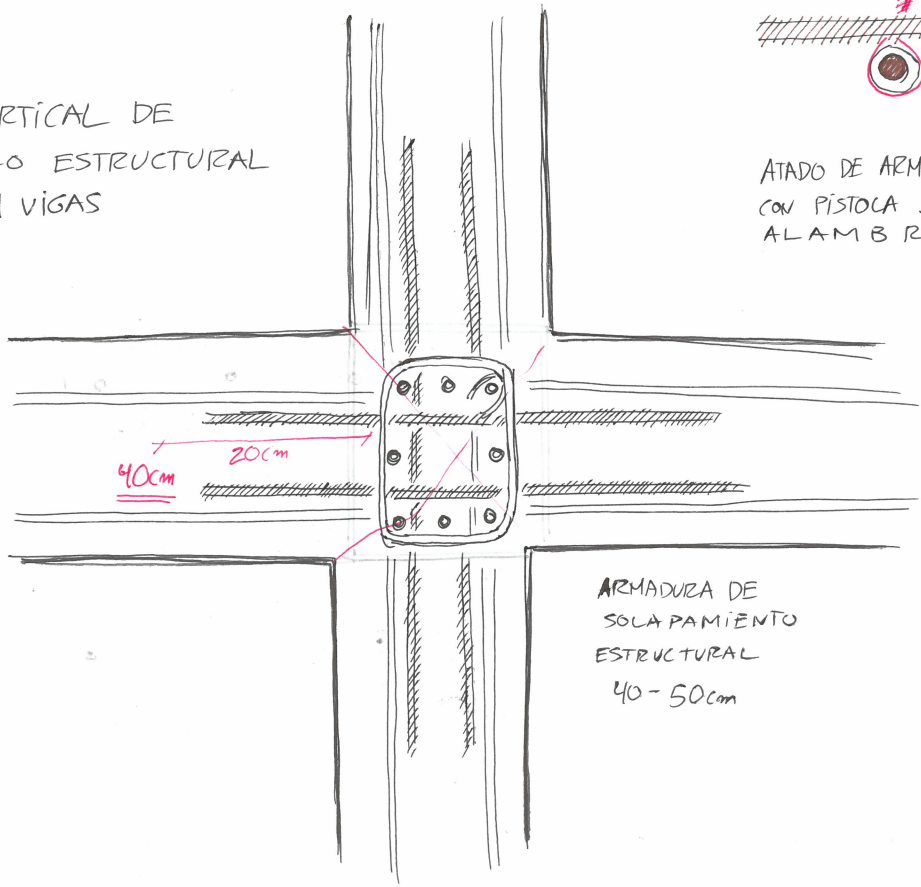 RTiCAL DE
O ESTRUCTURAL
VIGAS
ATADO DE ARM
CON PISTOLA
ALAMBR
20cm
40cm
ARMADURA DE
SOLAPAMIENTO
ESTRUCTURAL
40-50cm